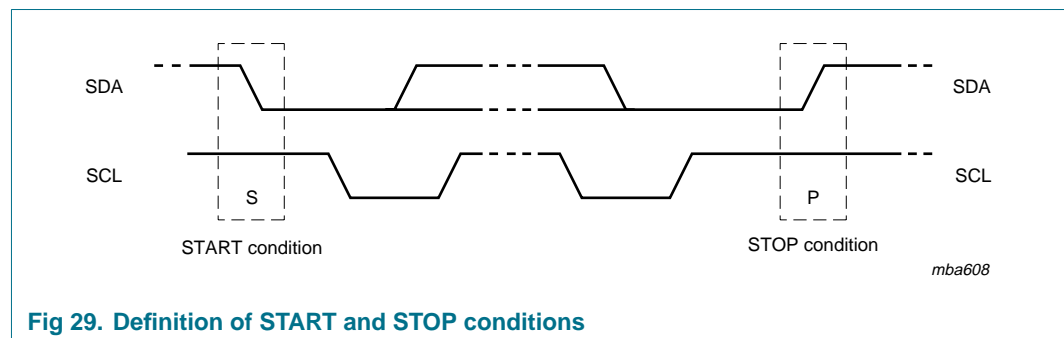 SDA
SDA
SCL
SCL
S
P
START condition
STOP condition
mba608
Fig 29. Definition of START and STOP conditions